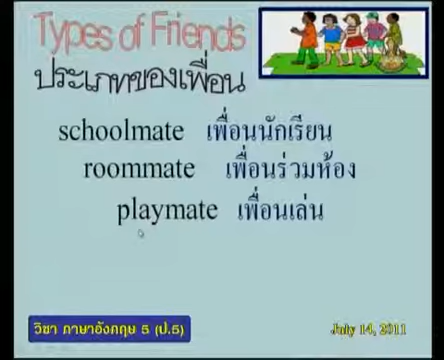 Types of Friends
ประเภทของเพื่อน
schoolmate เพื่อนนักเรียน
roommate เพื่อนร่วมห้อง
playmate เพื่อนเล่น
วิชา ภาษาอังกฤษ 5 (ป.5)
July 14, 2011